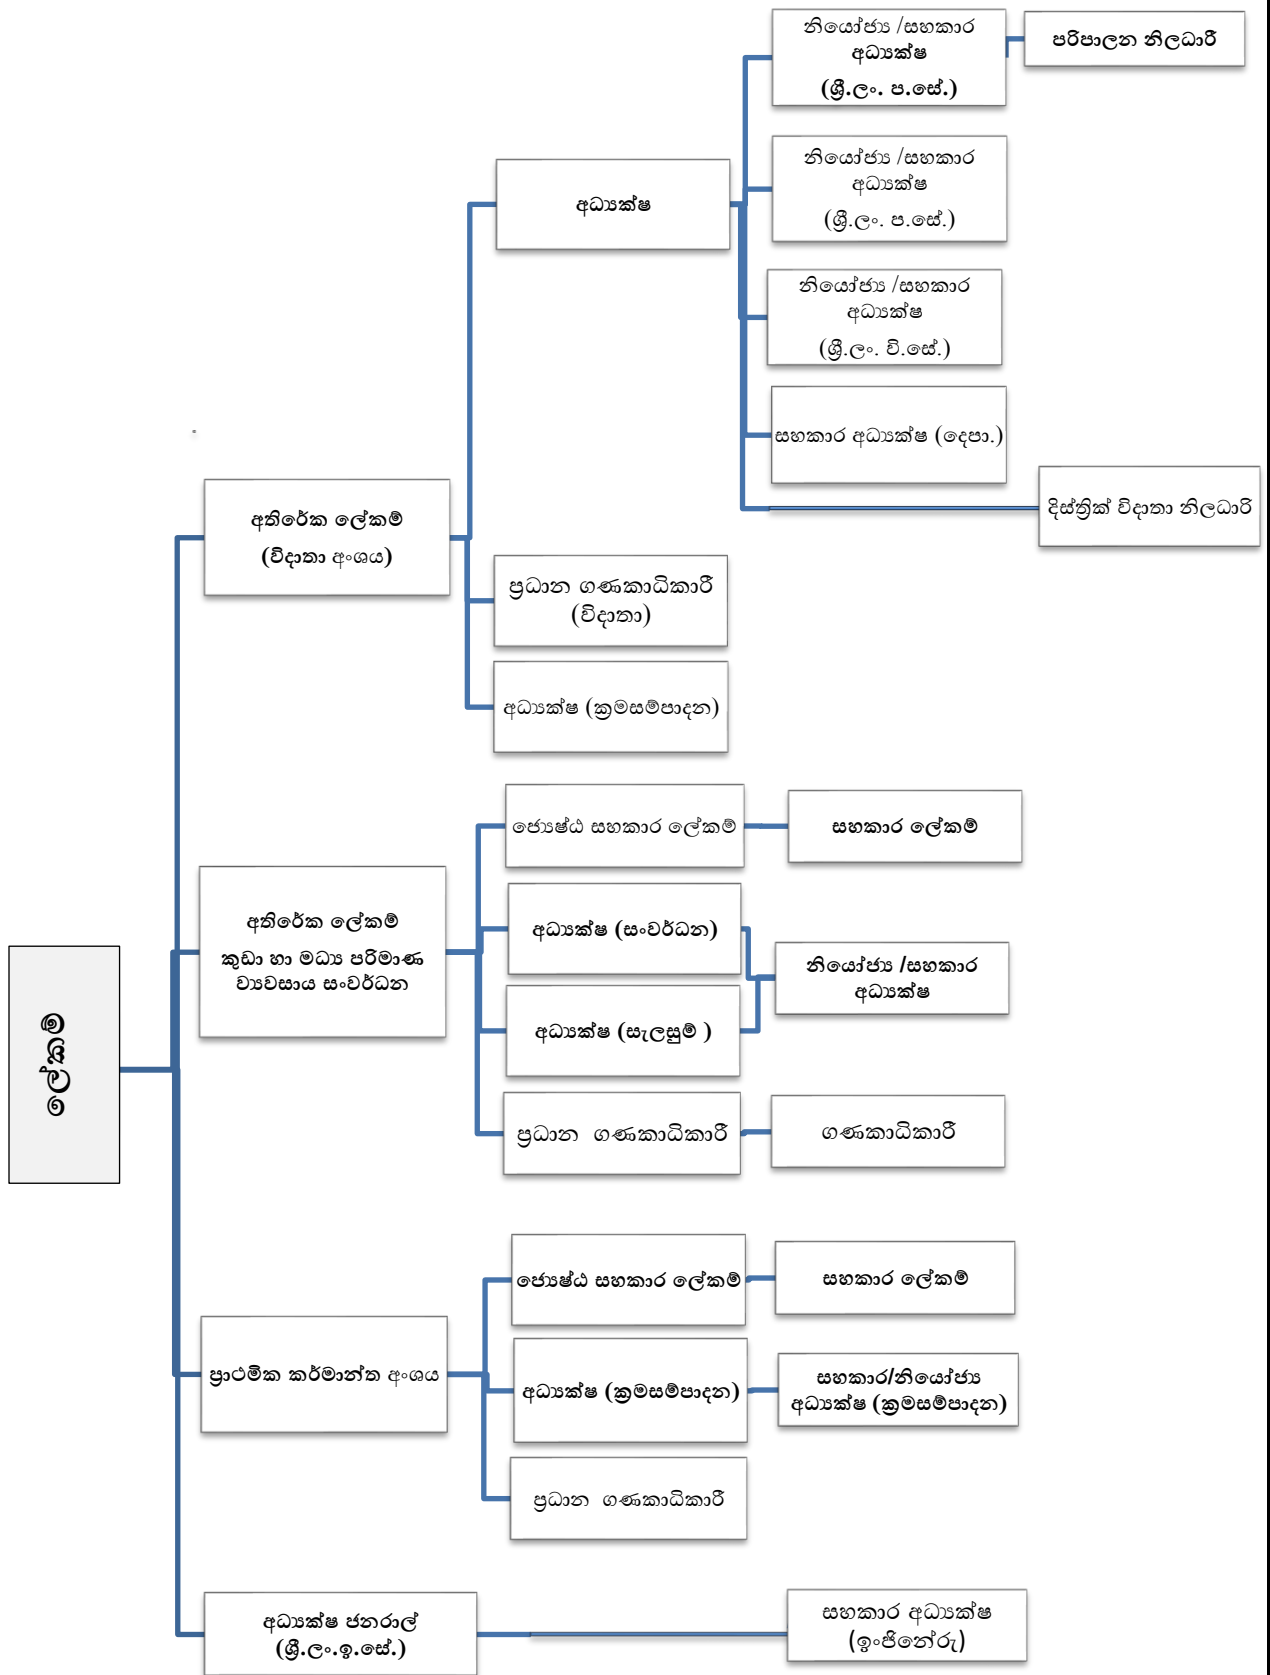 නියෝජ්‍ය /සහකාර
අධ්‍යක්ෂ
(ශ්‍රී.ලං. ප.සේ.)
පරිපාලන නිලධාරී
නියෝජ්‍ය /සහකාර
අධ්‍යක්ෂ
(ශ්‍රී.ලං. ප.සේ.)
අධ්‍යක්ෂ
නියෝජ්‍ය /සහකාර
අධ්‍යක්ෂ
(ශ්‍රී.ලං. වි.සේ.)
සහකාර අධ්‍යක්ෂ (දෙපා.)
දිස්ත්‍රික් විදාතා නිලධාරි
අතිරේක ලේකම්
(විදාතා අංශය)
ප්‍රධාන ගණකාධිකාරී
(විදාතා)
අධ්‍යක්ෂ (ක්‍රමසම්පාදන)
ජ්‍යෙෂ්ඨ සහකාර ලේකම්
සහකාර ලේකම්
අතිරේක ලේකම්
කුඩා හා මධ්‍ය පරිමාණ
ව්‍යවසාය සංවර්ධන
අධ්‍යක්ෂ (සංවර්ධන)
නියෝජ්‍ය /සහකාර
අධ්‍යක්ෂ
අධ්‍යක්ෂ (සැලසුම් )
ලේකම්
ප්‍රධාන ගණකාධිකාරී
ගණකාධිකාරී
ජ්‍යෙෂ්ඨ සහකාර ලේකම්
සහකාර ලේකම්
ප්‍රාථමික කර්මාන්ත අංශය
අධ්‍යක්ෂ (ක්‍රමසම්පාදන)
සහකාර/නියෝජ්‍ය
අධ්‍යක්ෂ (ක්‍රමසම්පාදන)
ප්‍රධාන ගණකාධිකාරී
අධ්‍යක්ෂ ජනරාල්
(ශ්‍රී.ලං.ඉ.සේ.)
සහකාර අධ්‍යක්ෂ
(ඉංජිනේරු)